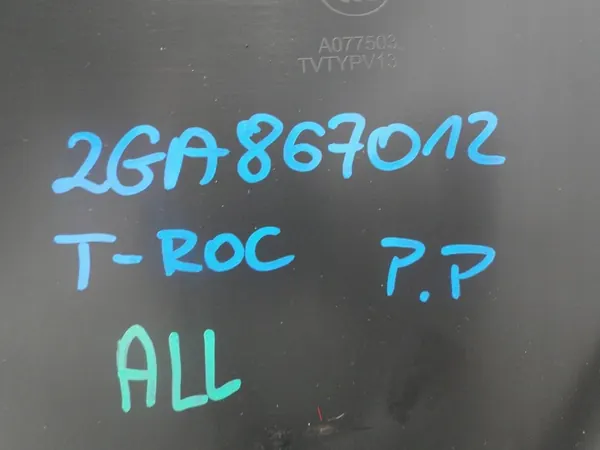 A077503
TVTYPV13
2GA867012
T-ROC P.P
ALL